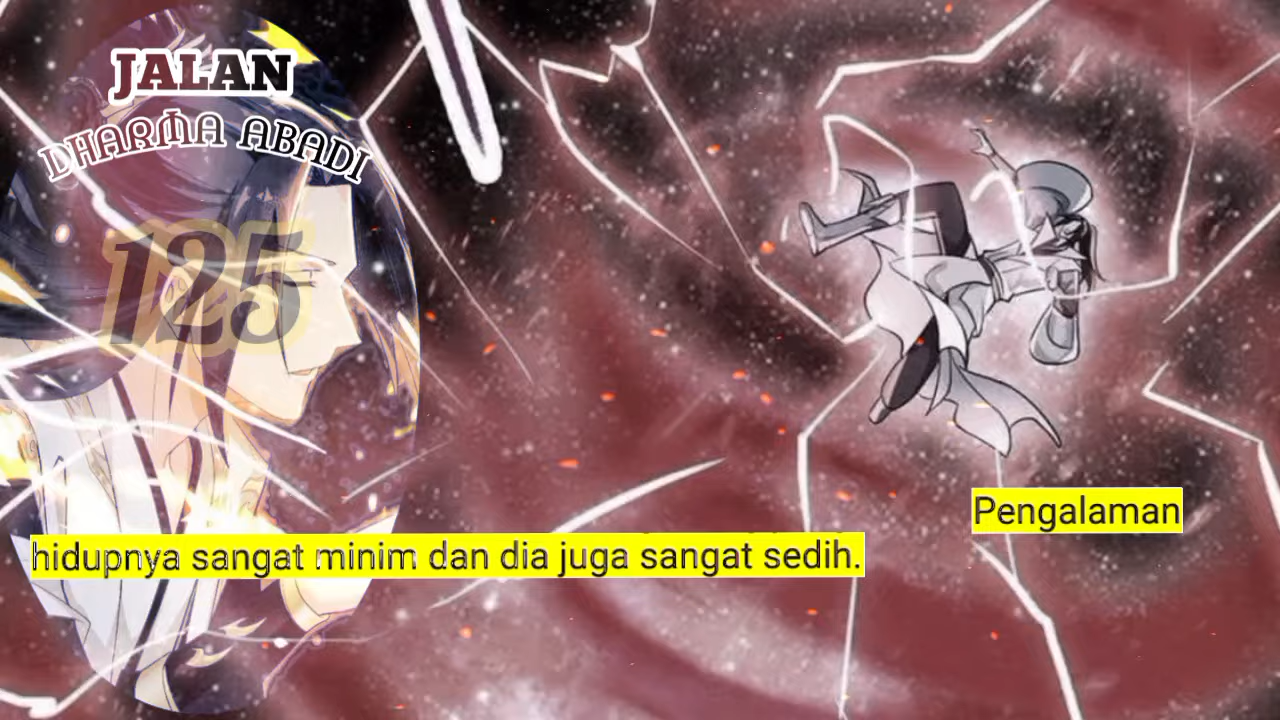 JALAN
DHARMA ABADI
125
Pengalaman
hidupnya sangat minim dan dia juga sangat sedih.